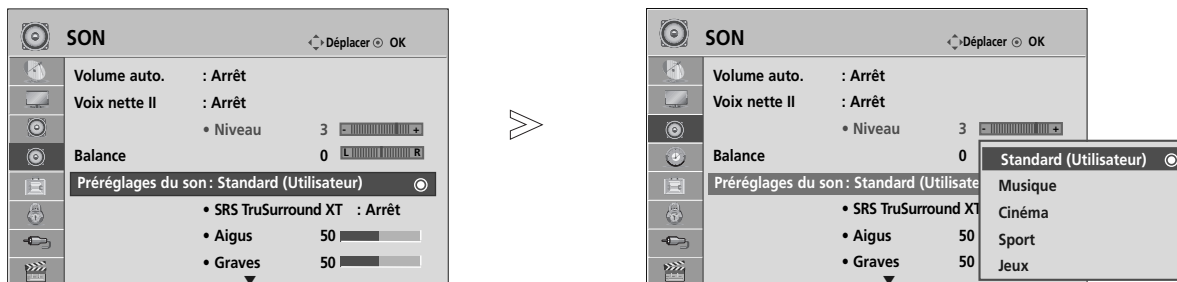 SON Déplacer OK
Volume auto. : Arrêt
Voix nette II : Arrêt
• Niveau 3 - +
Balance 0 L R
Préréglages du son : Standard (Utilisateur)
• SRS TruSurround XT : Arrêt
• Aigus 50
• Graves 50
>
SON Déplacer OK
Volume auto. : Arrêt
Voix nette II : Arrêt
• Niveau 3 - +
Balance 0
Préréglages du son : Standard (Utilisate
• SRS TruSurround XT
• Aigus 50
• Graves 50
Standard (Utilisateur)
Musique
Cinéma
Sport
Jeux